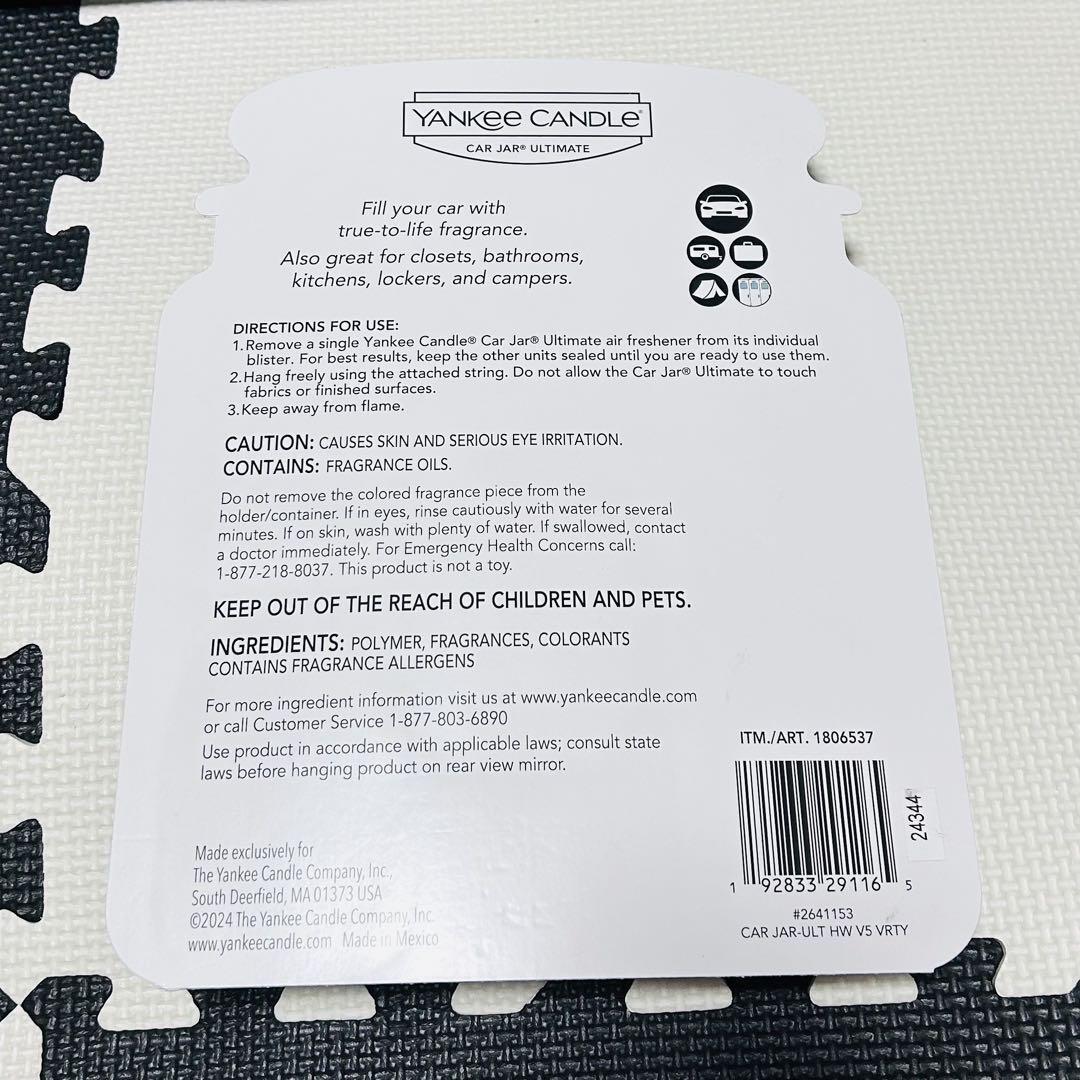 YANKEE CANDLE®
CAR JAR® ULTIMATE
Fill your car with
true-to-life fragrance.
Also great for closets, bathrooms,
kitchens, lockers, and campers.
DIRECTIONS FOR USE:
1. Remove a single Yankee Candle® Car Jar® Ultimate air freshener from its individual
blister. For best results, keep the other units sealed until you are ready to use them.
2. Hang freely using the attached string. Do not allow the Car Jar® Ultimate to touch
fabrics or finished surfaces.
3. Keep away from flame.
CAUTION: CAUSES SKIN AND SERIOUS EYE IRRITATION.
CONTAINS: FRAGRANCE OILS.
Do not remove the colored fragrance piece from the
holder/container. If in eyes, rinse cautiously with water for several
minutes. If on skin, wash with plenty of water. If swallowed, contact
a doctor immediately. For Emergency Health Concerns call:
1-877-218-8037. This product is not a toy.
KEEP OUT OF THE REACH OF CHILDREN AND PETS.
INGREDIENTS: POLYMER, FRAGRANCES, COLORANTS
CONTAINS FRAGRANCE ALLERGENS
For more ingredient information visit us at www.yankeecandle.com
or call Customer Service 1-877-803-6890
Use product in accordance with applicable laws; consult state
laws before hanging product on rear view mirror.
Made exclusively for
The Yankee Candle Company, Inc.,
South Deerfield, MA 01373 USA
©2024 The Yankee Candle Company, Inc.
www.yankeecandle.com Made in Mexico
ITM./ART. 1806537
24344
1 92833 29116 5
#2641153
CAR JAR-ULT HW V5 VRTY